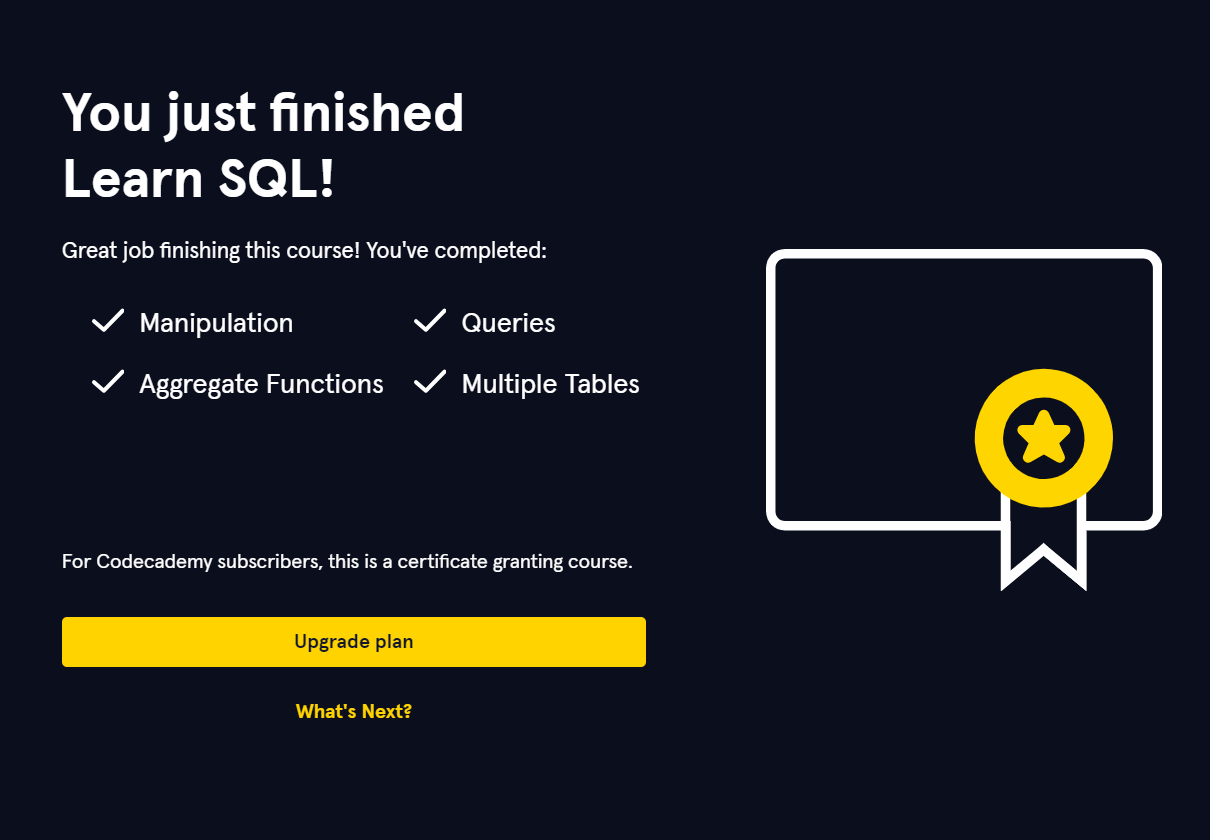 You just finished
Learn SQL!
Great job finishing this course! You've completed:
Manipulation
Queries
Aggregate Functions
Multiple Tables
For Codecademy subscribers, this is a certificate granting course.
Upgrade plan
What's Next?